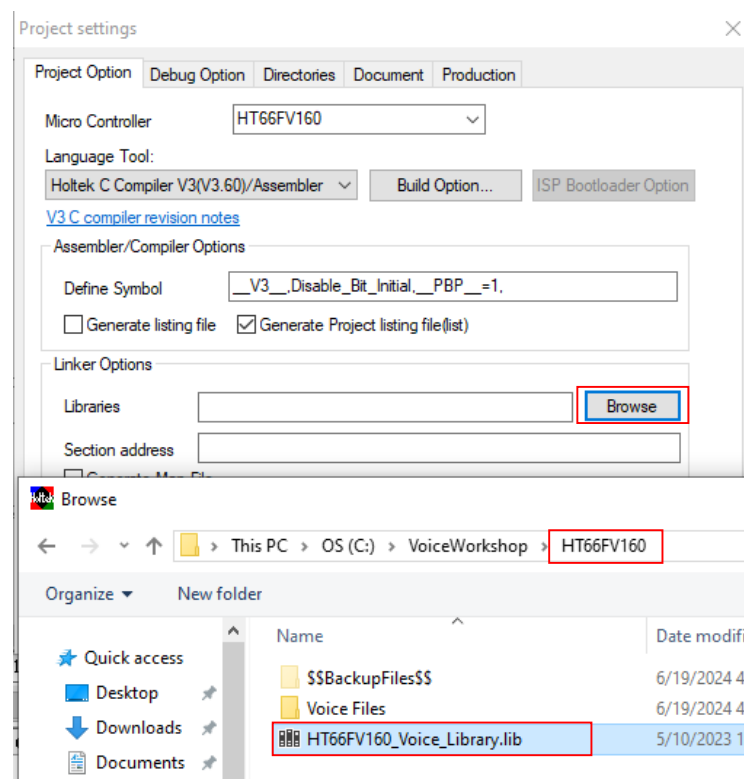 Project settings
Project Option Debug Option Directories Document Production
Micro Controller HT66FV160
Language Tool:
Holtek C Compiler V3(V3.60)/Assembler Build Option... ISP Bootloader Option
V3 C compiler revision notes
Assembler/Compiler Options
Define Symbol __V3__,Disable_Bit_Initial,__PBP__=1,
Generate listing file Generate Project listing file(list)
Linker Options
Libraries Browse
Section address
Browse
This PC > OS (C:) > VoiceWorkshop > HT66FV160
Organize New folder
Name Date modifi
Quick access
$$BackupFiles$$ 6/19/2024 4
Desktop
Voice Files 6/19/2024 4
Downloads
HT66FV160_Voice_Library.lib 5/10/2023 1
Documents